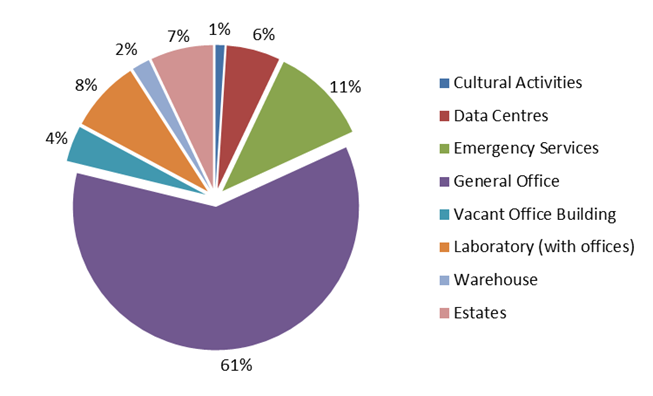 1%
6%
11%
61%
4%
8%
2%
7%
Cultural Activities
Data Centres
Emergency Services
General Office
Vacant Office Building
Laboratory (with offices)
Warehouse
Estates